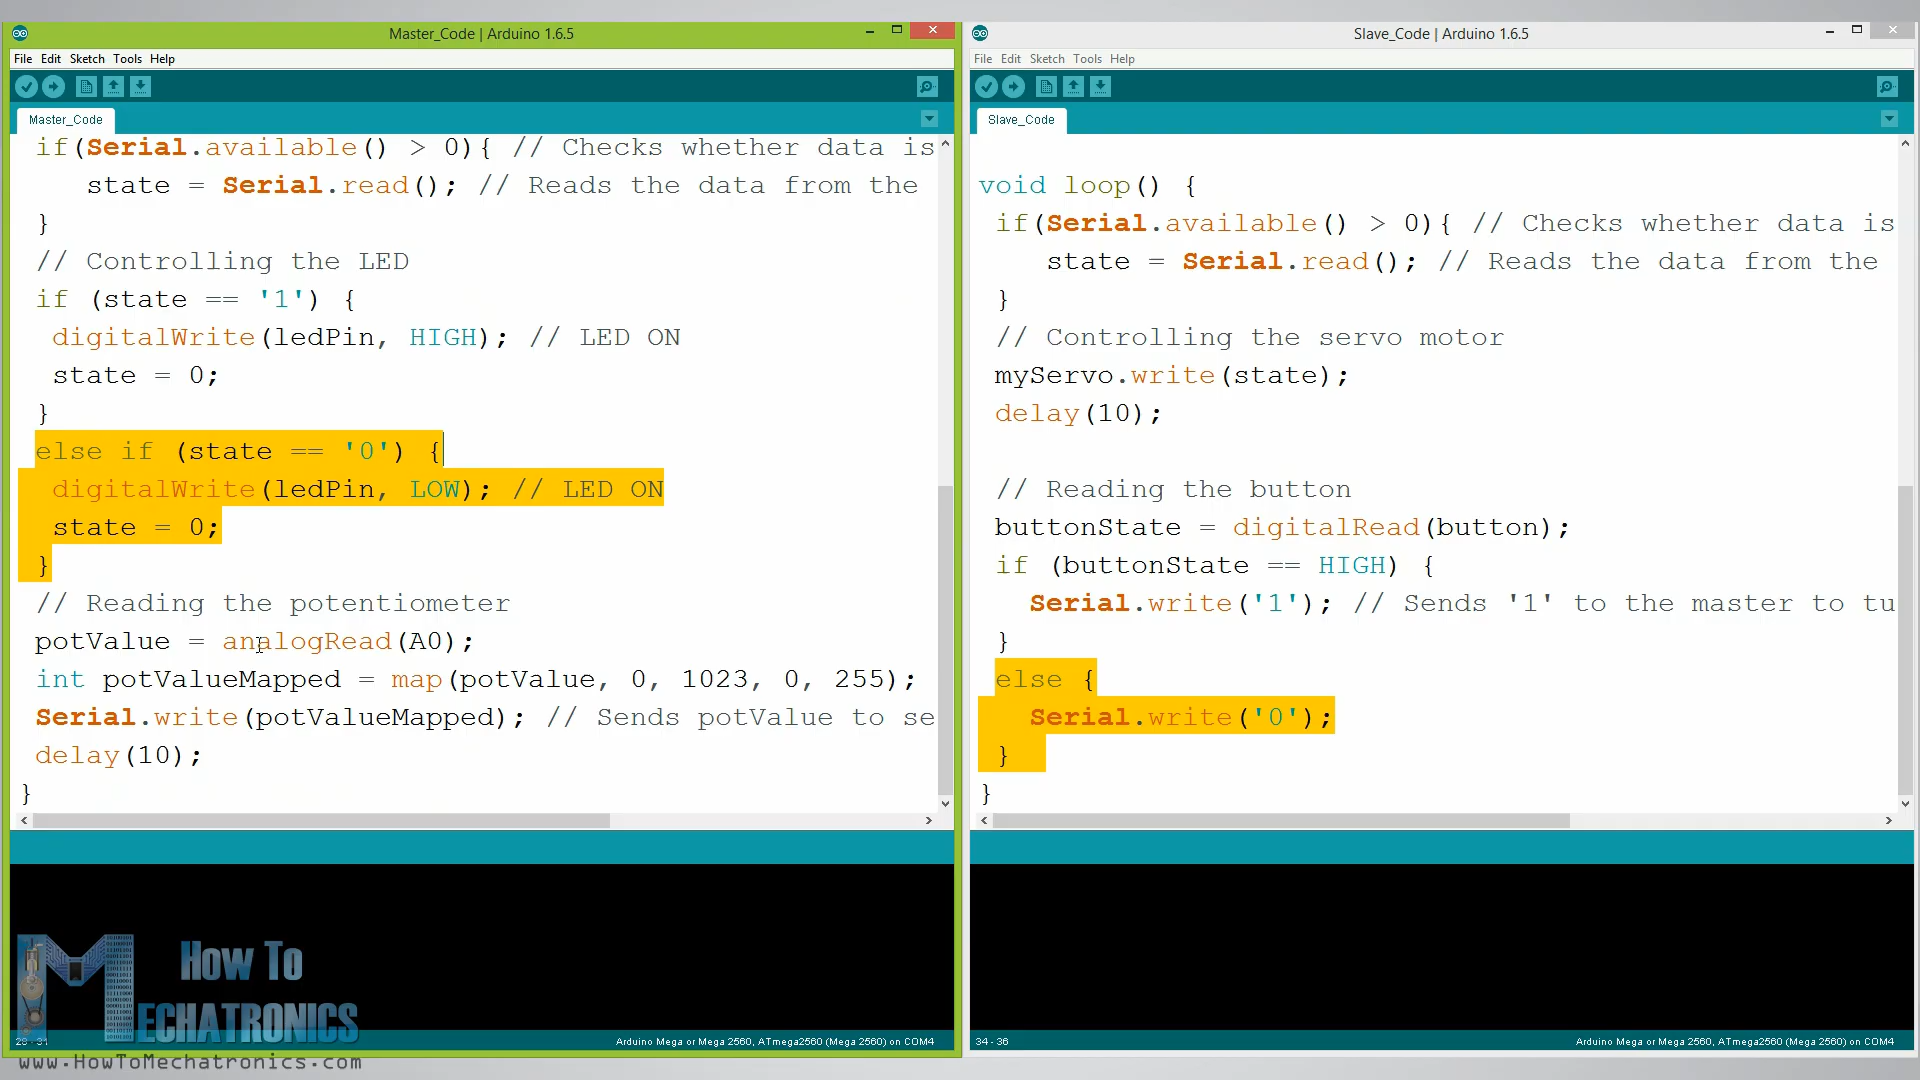 Master_Code | Arduino 1.6.5
File Edit Sketch Tools Help
Master_Code
if(Serial.available() > 0){ // Checks whether data is
state = Serial.read(); // Reads the data from the
}
// Controlling the LED
if (state == '1') {
digitalWrite(ledPin, HIGH); // LED ON
state = 0;
}
else if (state == '0') {
digitalWrite(ledPin, LOW); // LED ON
state = 0;
}
// Reading the potentiometer
potValue = analogRead(A0);
int potValueMapped = map(potValue, 0, 1023, 0, 255);
Serial.write(potValueMapped); // Sends potValue to se
delay(10);
}
28 - 31
Arduino Mega or Mega 2560, ATmega2560 (Mega 2560) on COM4
Slave_Code | Arduino 1.6.5
File Edit Sketch Tools Help
Slave_Code
void loop() {
if(Serial.available() > 0){ // Checks whether data is
state = Serial.read(); // Reads the data from the
}
// Controlling the servo motor
myServo.write(state);
delay(10);
// Reading the button
buttonState = digitalRead(button);
if (buttonState == HIGH) {
Serial.write('1'); // Sends '1' to the master to tu
}
else {
Serial.write('0');
}
}
34 - 36
Arduino Mega or Mega 2560, ATmega2560 (Mega 2560) on COM4
How To
MECHATRONICS
www.HowToMechatronics.com